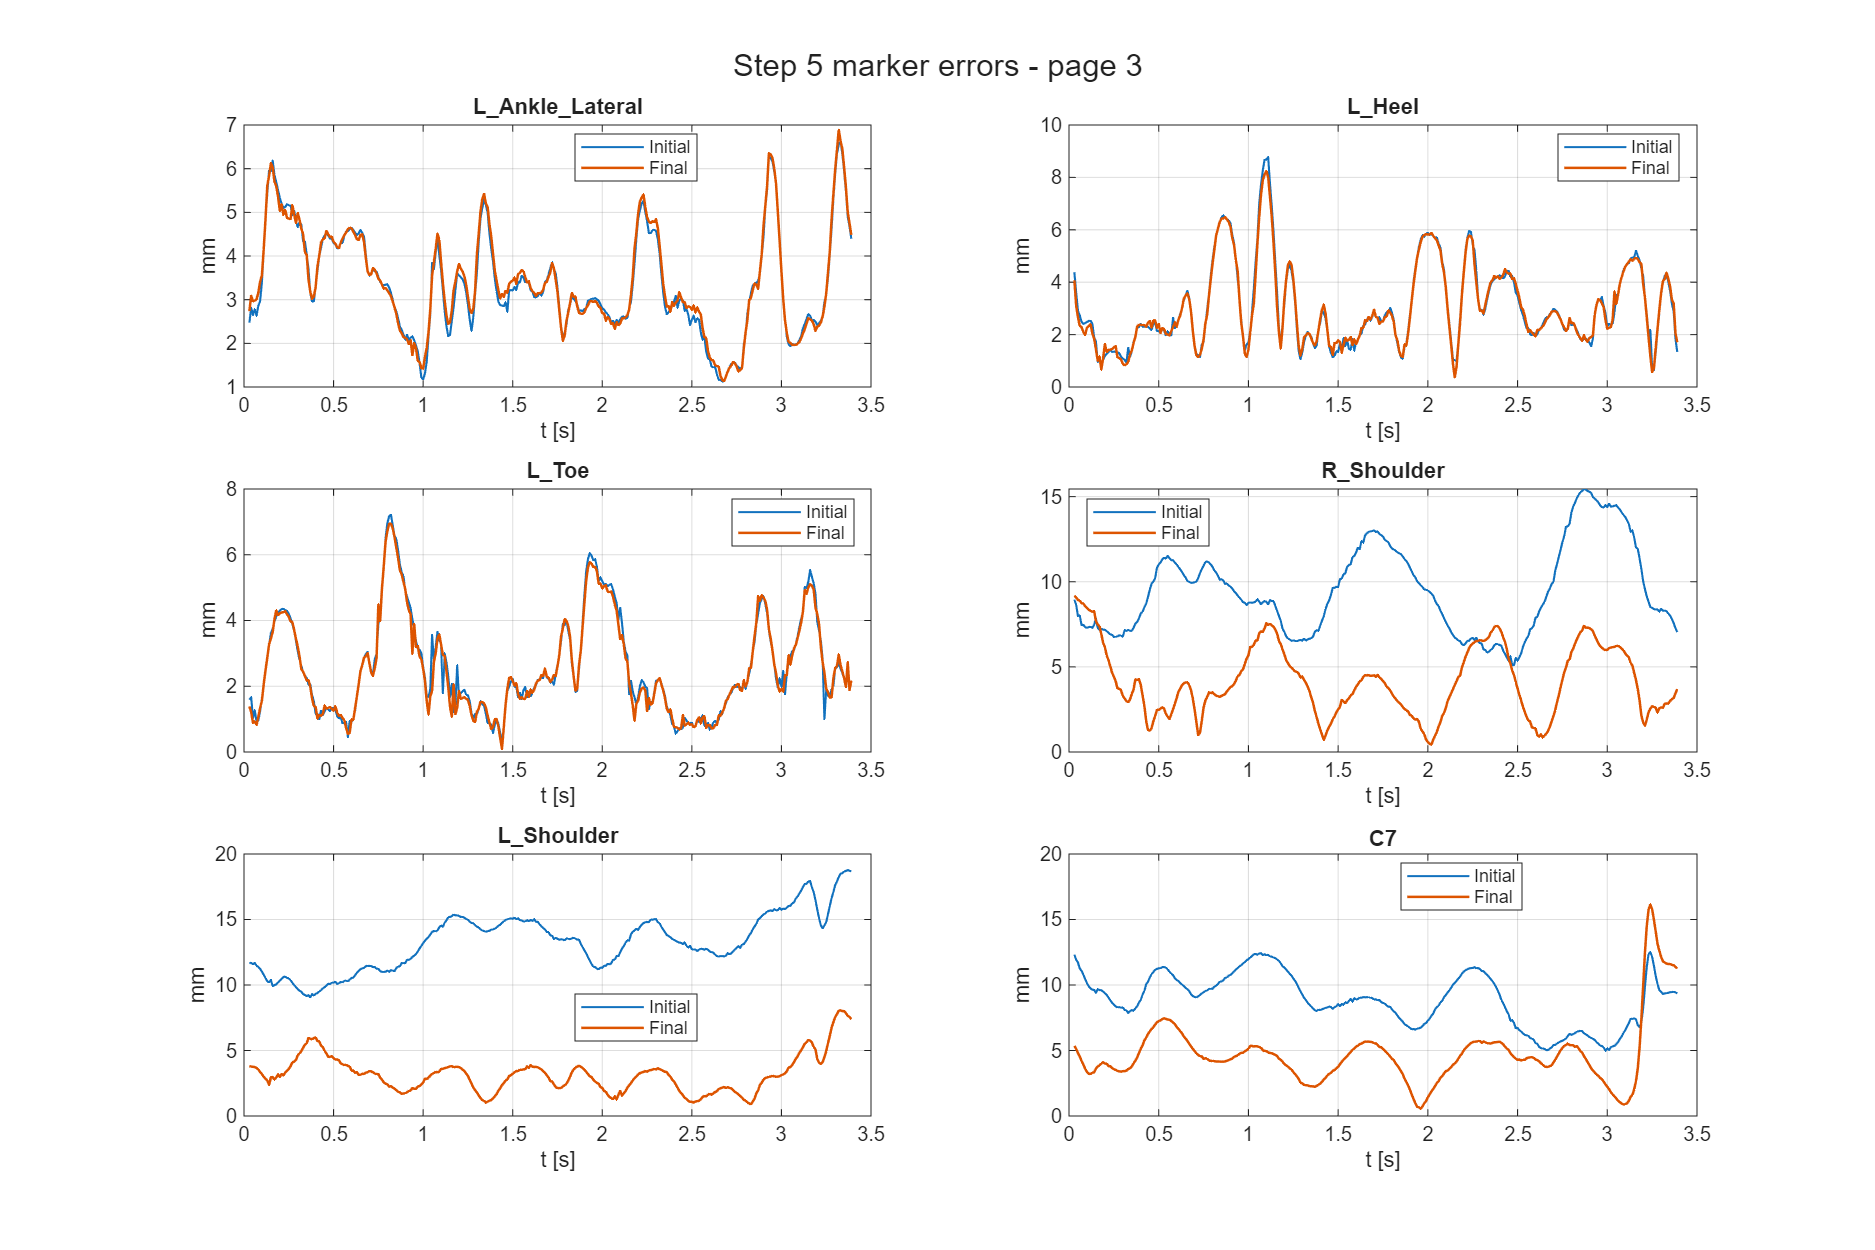 Step 5 marker errors - page 3
L_Ankle_Lateral
7
6
5
4
3
2
1
mm
Initial
Final
0 0.5 1 1.5 2 2.5 3 3.5
t [s]
L_Heel
10
8
6
4
2
0
mm
Initial
Final
0 0.5 1 1.5 2 2.5 3 3.5
t [s]
L_Toe
8
6
4
2
0
mm
Initial
Final
0 0.5 1 1.5 2 2.5 3 3.5
t [s]
R_Shoulder
15
10
5
0
mm
Initial
Final
0 0.5 1 1.5 2 2.5 3 3.5
t [s]
L_Shoulder
20
15
10
5
0
mm
Initial
Final
0 0.5 1 1.5 2 2.5 3 3.5
t [s]
C7
20
15
10
5
0
mm
Initial
Final
0 0.5 1 1.5 2 2.5 3 3.5
t [s]